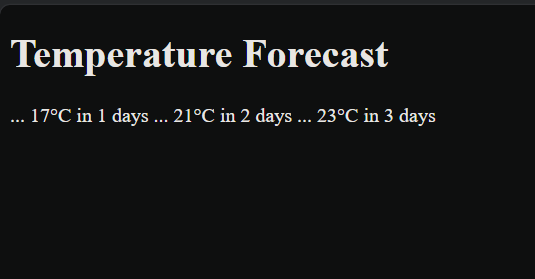 Temperature Forecast
... 17°C in 1 days ... 21°C in 2 days ... 23°C in 3 days